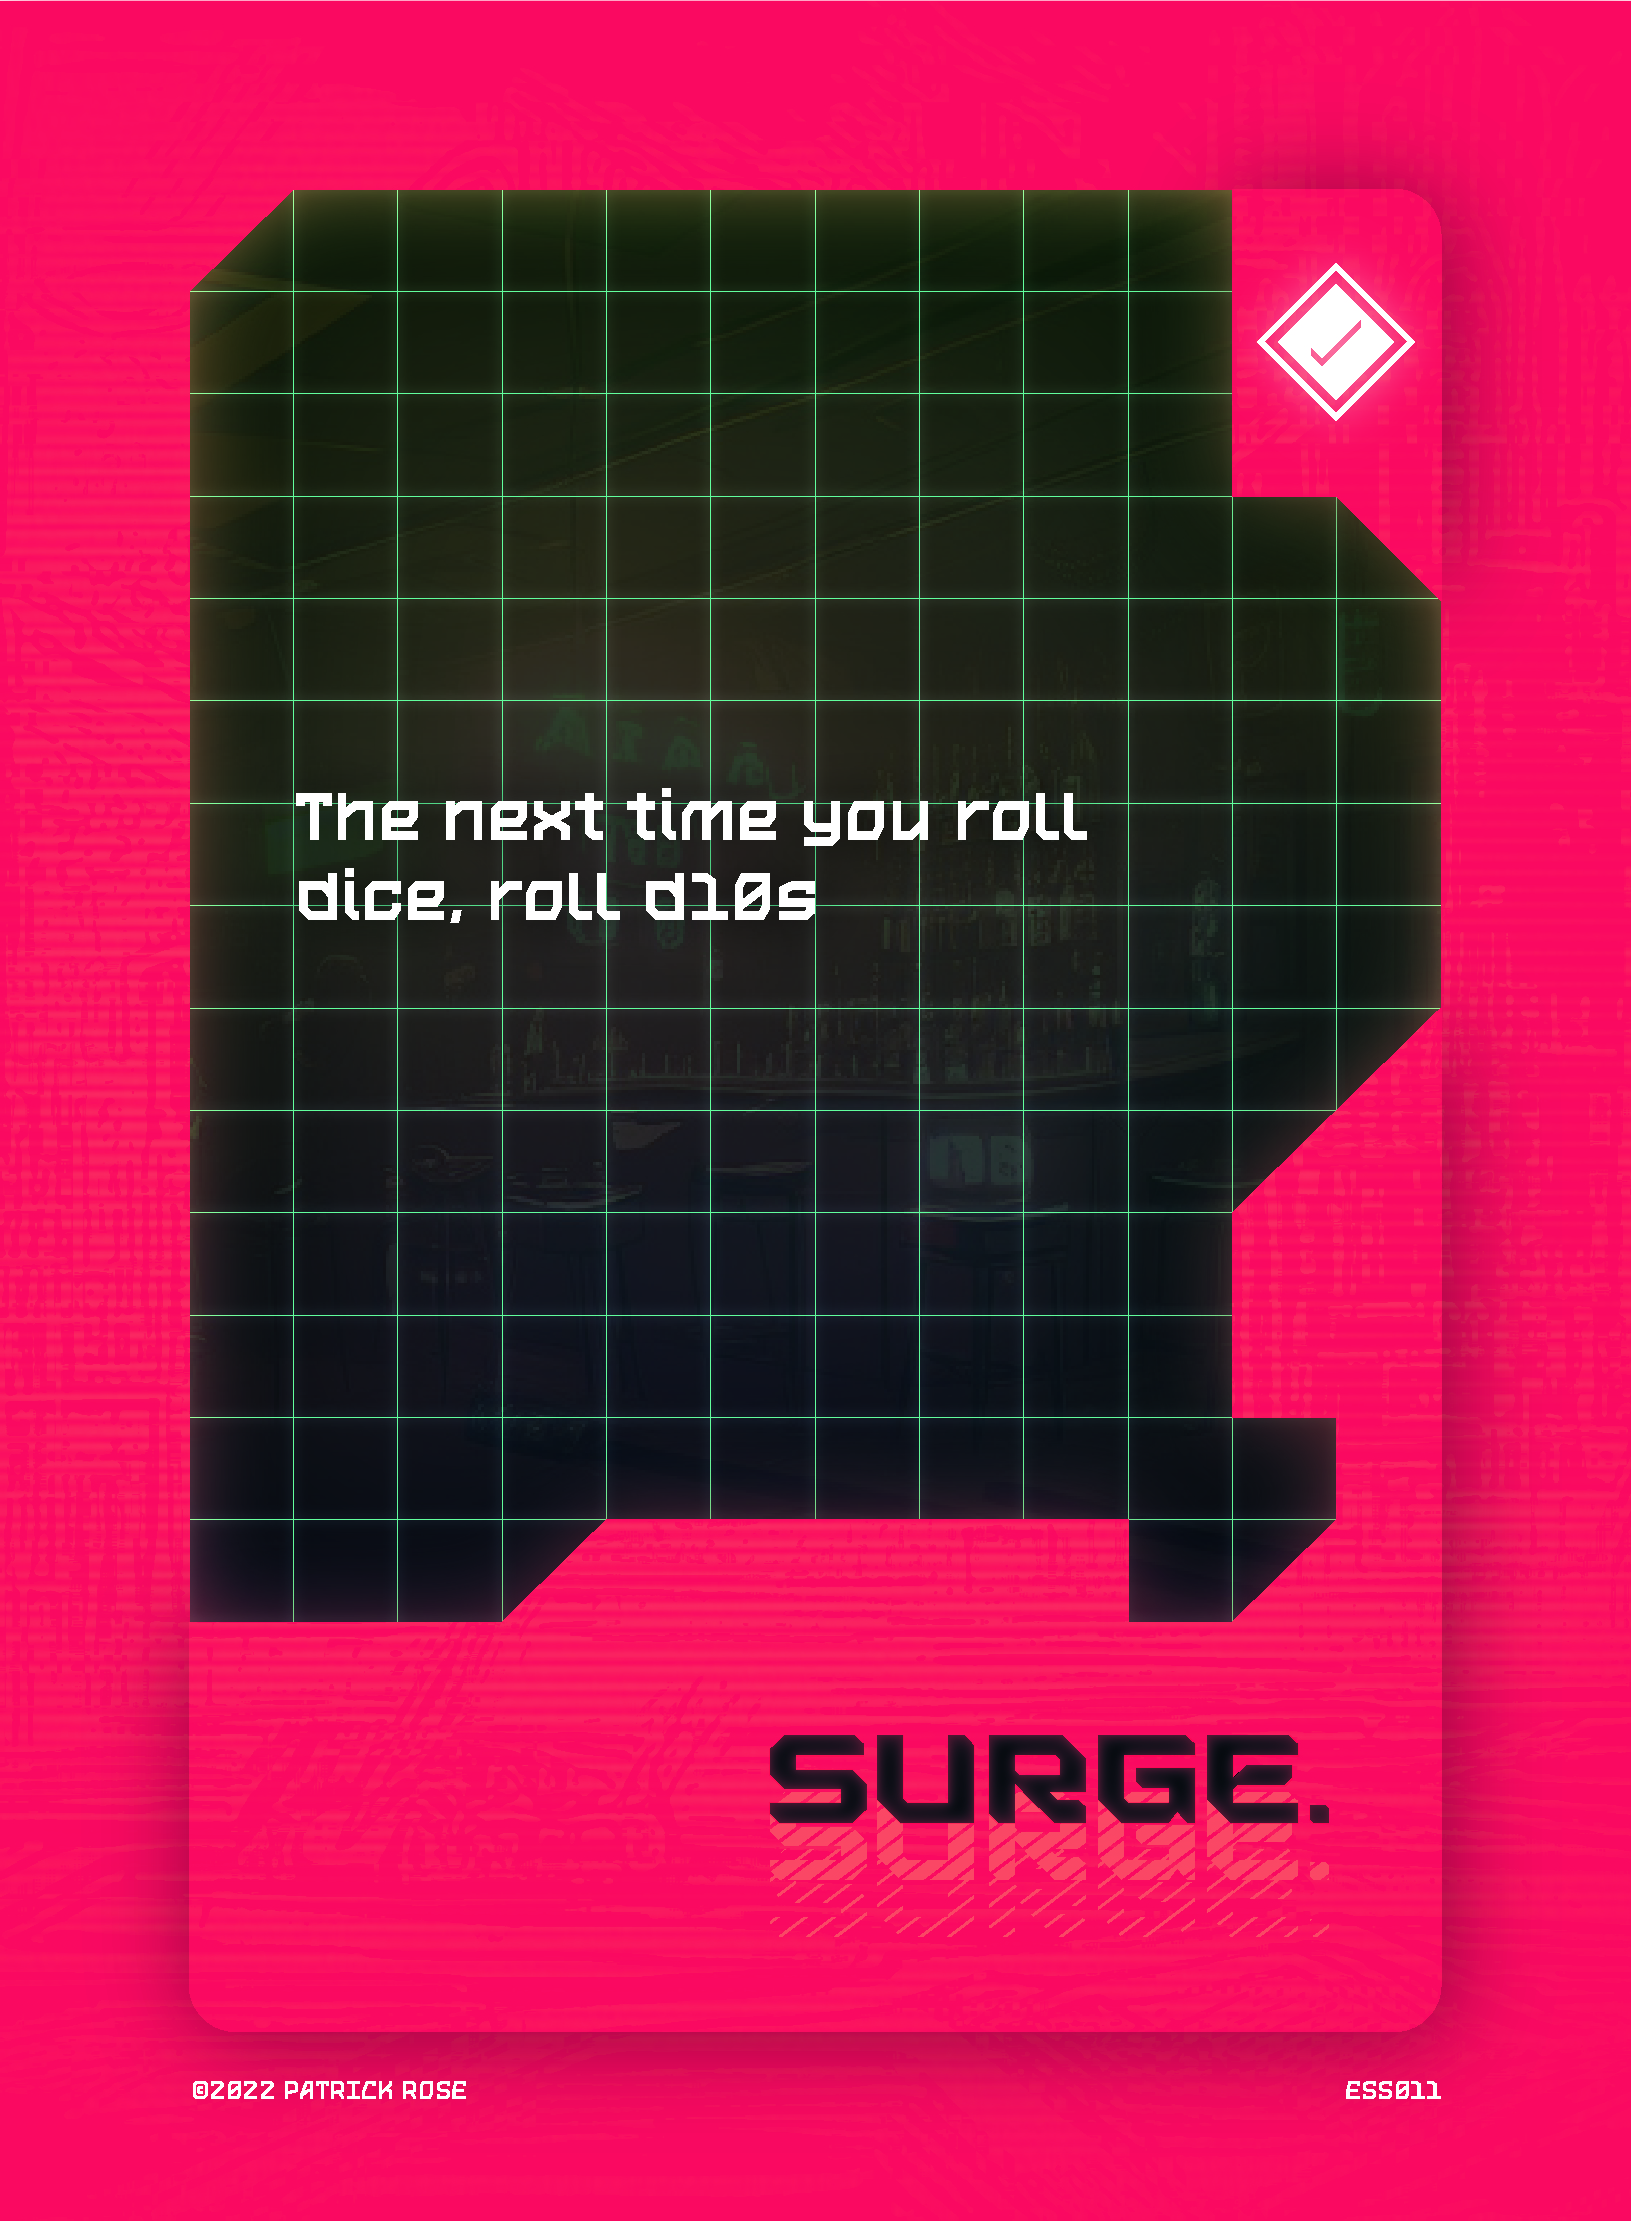 The next time you roll
dice, roll d10s
SURGE.
©2022 PATRICK ROSE
ESS011